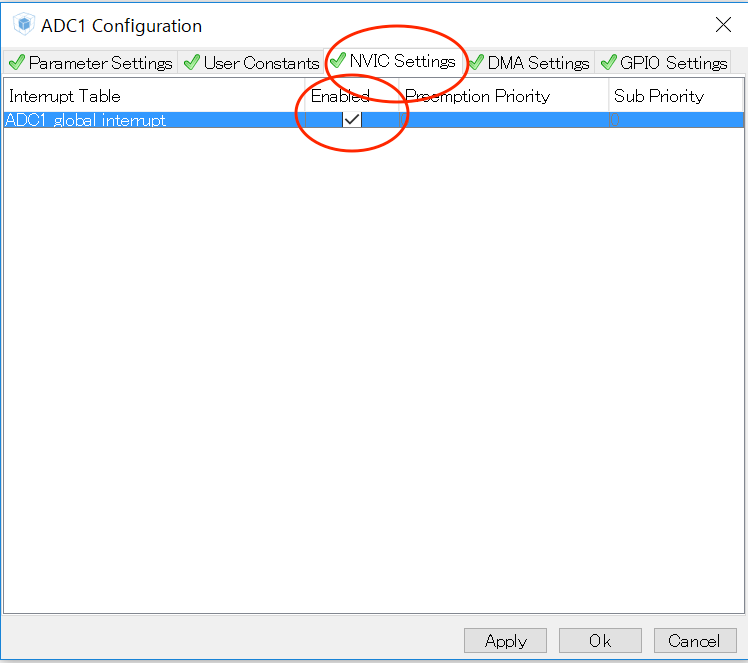 ADC1 Configuration
Parameter Settings User Constants NVIC Settings DMA Settings GPIO Settings
Interrupt Table Enabled Preemption Priority Sub Priority
ADC1 global interrupt
Apply Ok Cancel